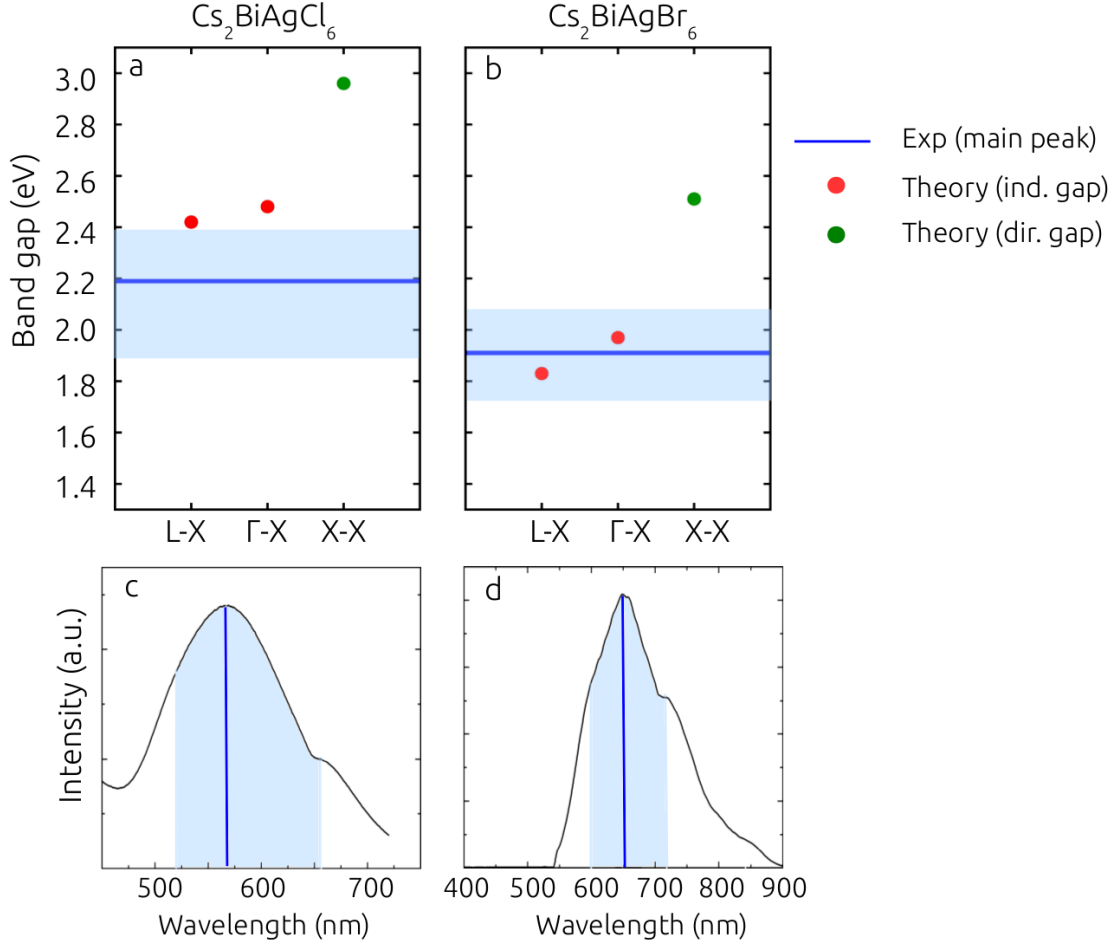 Cs₂BiAgCl₆
Cs₂BiAgBr₆
a
b
3.0
2.8
2.6
2.4
2.2
2.0
1.8
1.6
1.4
Band gap (eV)
L-X Γ-X X-X
L-X Γ-X X-X
Exp (main peak)
Theory (ind. gap)
Theory (dir. gap)
c
d
Intensity (a.u.)
500 600 700
400 500 600 700 800 900
Wavelength (nm)
Wavelength (nm)